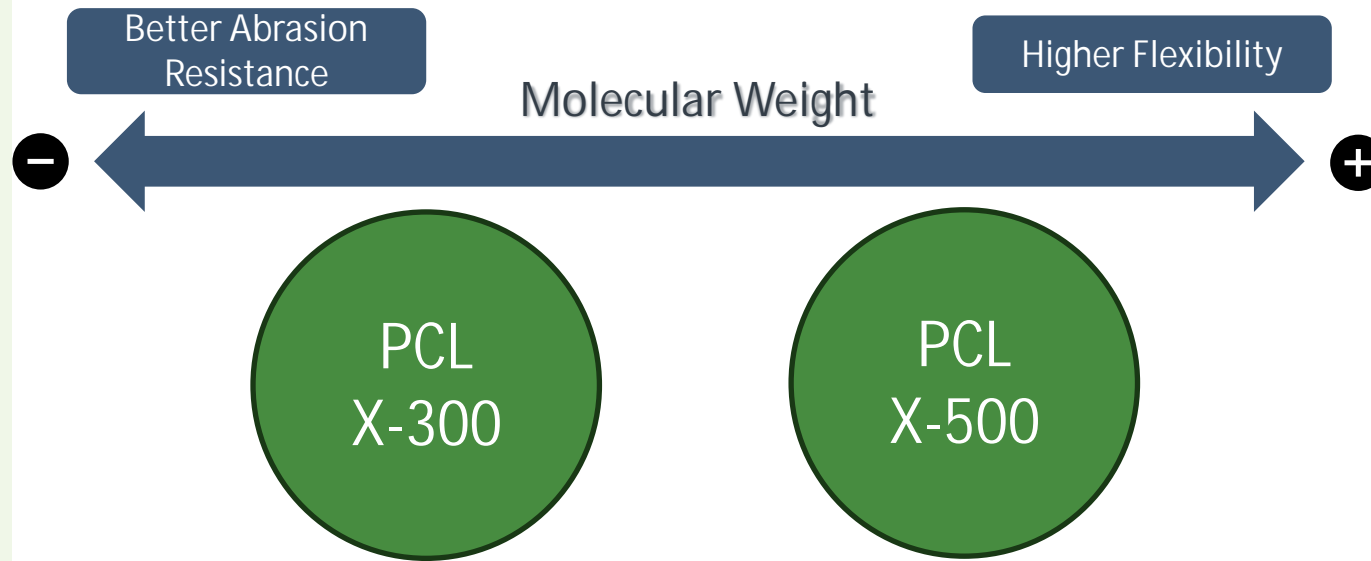 Better Abrasion
Resistance
Higher Flexibility
Molecular Weight
−
+
PCL
X-300
PCL
X-500